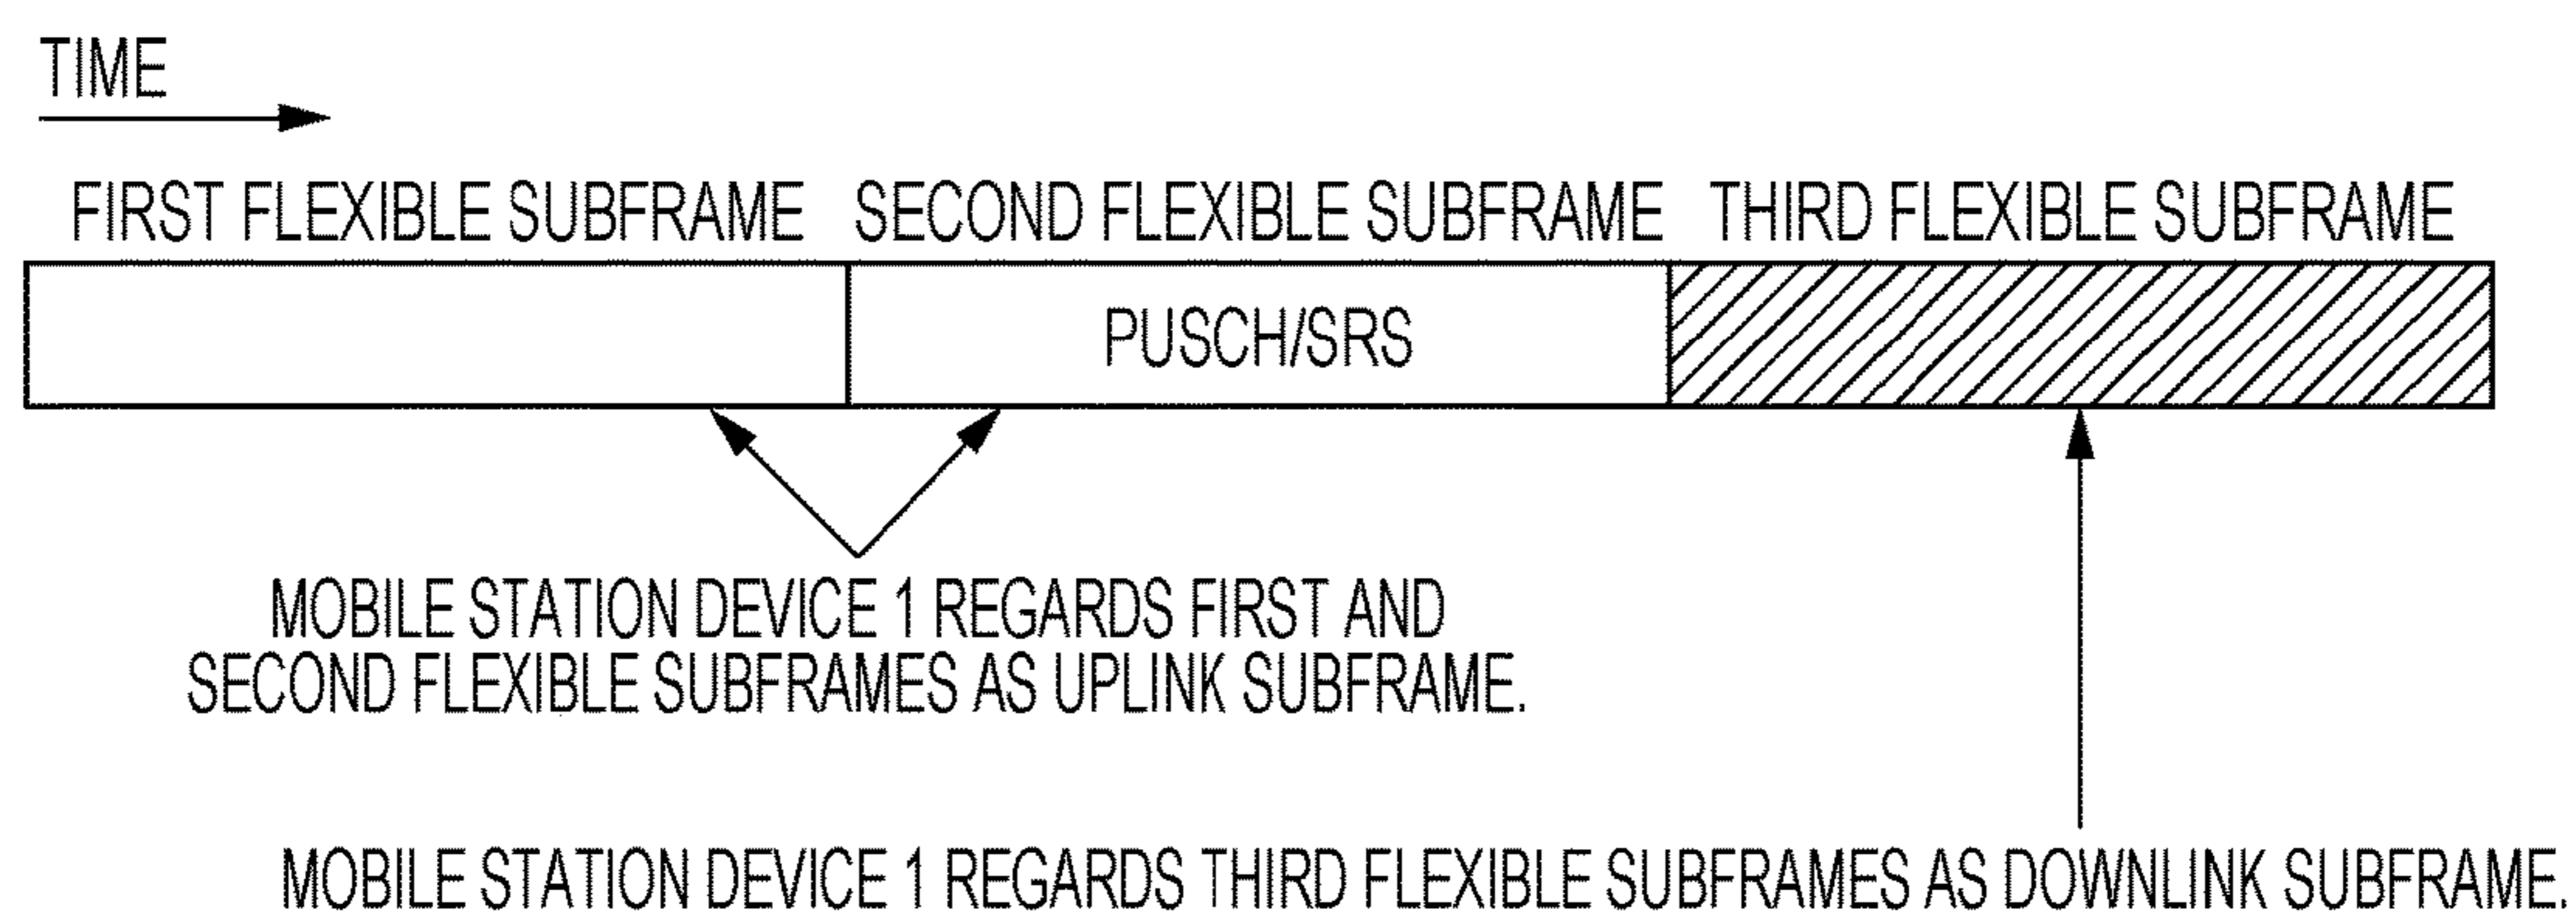 TIME
FIRST FLEXIBLE SUBFRAME SECOND FLEXIBLE SUBFRAME THIRD FLEXIBLE SUBFRAME
PUSCH/SRS
MOBILE STATION DEVICE 1 REGARDS FIRST AND
SECOND FLEXIBLE SUBFRAMES AS UPLINK SUBFRAME.
MOBILE STATION DEVICE 1 REGARDS THIRD FLEXIBLE SUBFRAMES AS DOWNLINK SUBFRAME.